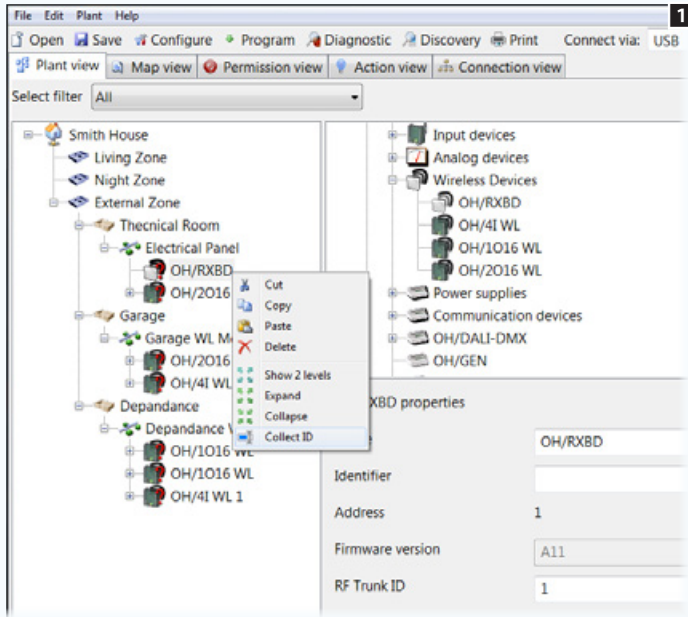 File Edit Plant Help
1
Open Save Configure Program Diagnostic Discovery Print Connect via: USB
Plant view Map view Permission view Action view Connection view
Select filter All
Smith House
Living Zone
Night Zone
External Zone
Thecnical Room
Electrical Panel
OH/RXBD
OH/2O16
Garage
Garage WL M
OH/2O16
OH/4I WL
Depandance
Depandance
OH/1O16 WL
OH/1O16 WL
OH/4I WL 1
Cut
Copy
Paste
Delete
Show 2 levels
Expand
Collapse
Collect ID
Input devices
Analog devices
Wireless Devices
OH/RXBD
OH/4I WL
OH/1O16 WL
OH/2O16 WL
Power supplies
Communication devices
OH/DALI-DMX
OH/GEN
XBD properties
OH/RXBD
Identifier
Address 1
Firmware version A11
RF Trunk ID 1